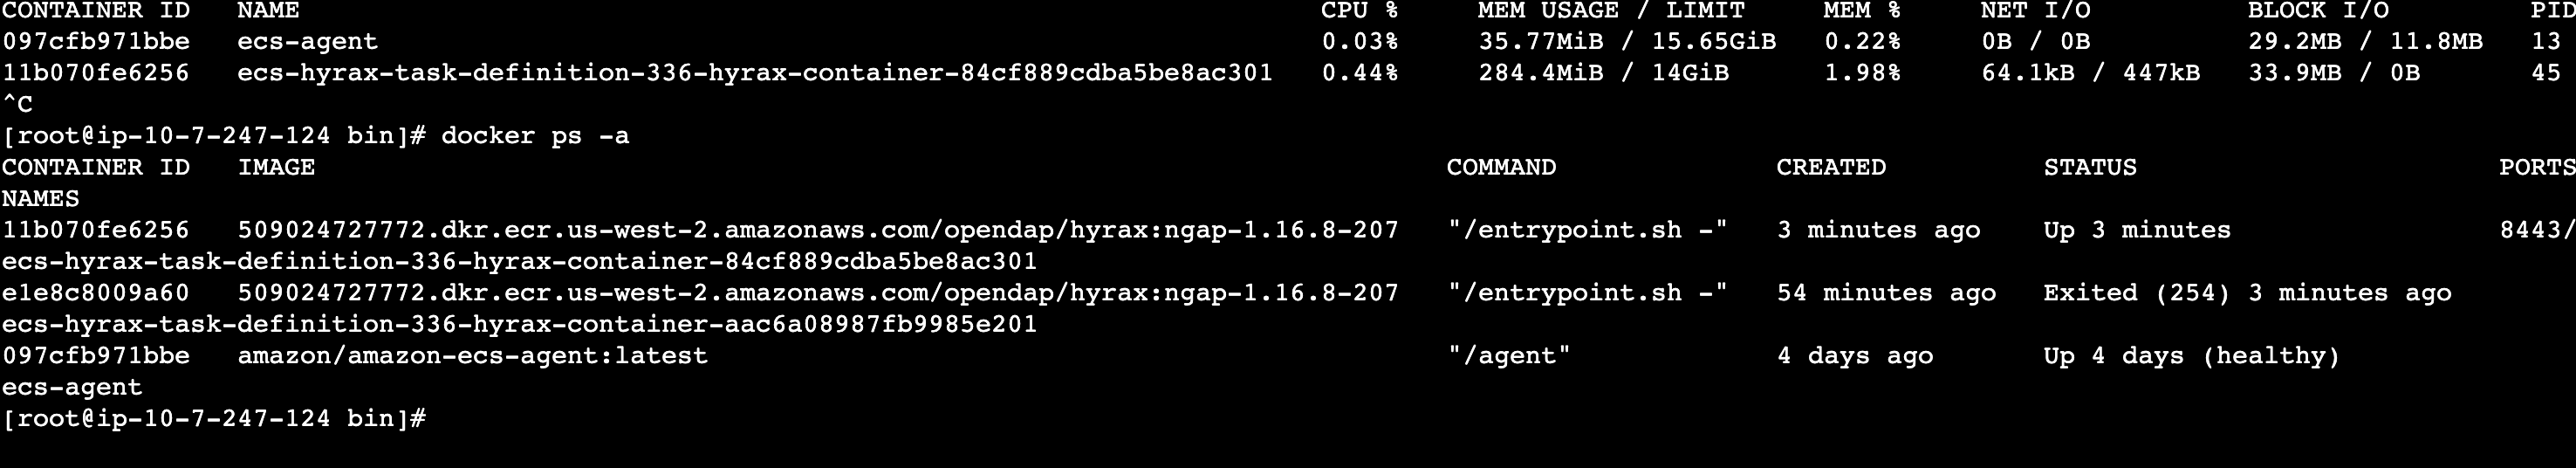 CONTAINER ID   NAME                                                                  CPU %     MEM USAGE / LIMIT     MEM %     NET I/O           BLOCK I/O         PID
097cfb971bbe   ecs-agent                                                             0.03%     35.77MiB / 15.65GiB   0.22%     0B / 0B           29.2MB / 11.8MB   13
11b070fe6256   ecs-hyrax-task-definition-336-hyrax-container-84cf889cdba5be8ac301   0.44%     284.4MiB / 14GiB      1.98%     64.1kB / 447kB   33.9MB / 0B       45
^C
[root@ip-10-7-247-124 bin]# docker ps -a
CONTAINER ID   IMAGE                                                                        COMMAND              CREATED          STATUS                       PORTS
NAMES
11b070fe6256   509024727772.dkr.ecr.us-west-2.amazonaws.com/opendap/hyrax:ngap-1.16.8-207   "/entrypoint.sh -"   3 minutes ago    Up 3 minutes                 8443/
ecs-hyrax-task-definition-336-hyrax-container-84cf889cdba5be8ac301
e1e8c8009a60   509024727772.dkr.ecr.us-west-2.amazonaws.com/opendap/hyrax:ngap-1.16.8-207   "/entrypoint.sh -"   54 minutes ago   Exited (254) 3 minutes ago
ecs-hyrax-task-definition-336-hyrax-container-aac6a08987fb9985e201
097cfb971bbe   amazon/amazon-ecs-agent:latest                                               "/agent"             4 days ago       Up 4 days (healthy)
ecs-agent
[root@ip-10-7-247-124 bin]#